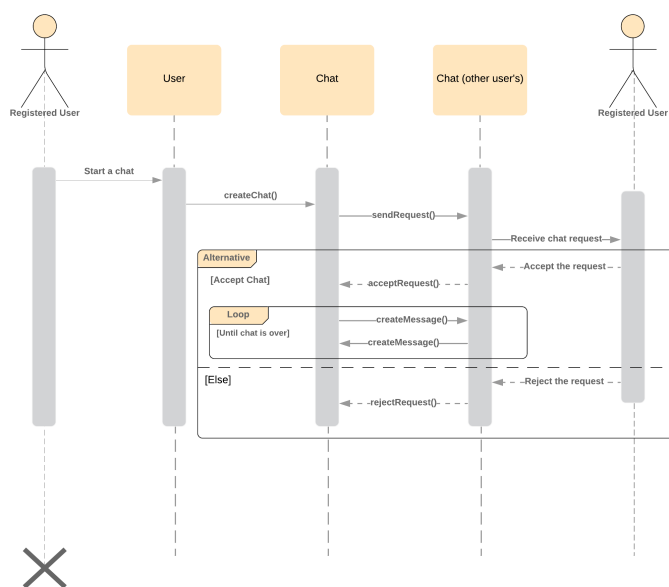 User
Chat
Chat (other user's)
Registered User
Registered User
Start a chat
createChat()
sendRequest()
Receive chat request
Alternative
Accept the request
[Accept Chat]
acceptRequest()
Loop
createMessage()
[Until chat is over]
createMessage()
[Else]
Reject the request
rejectRequest()